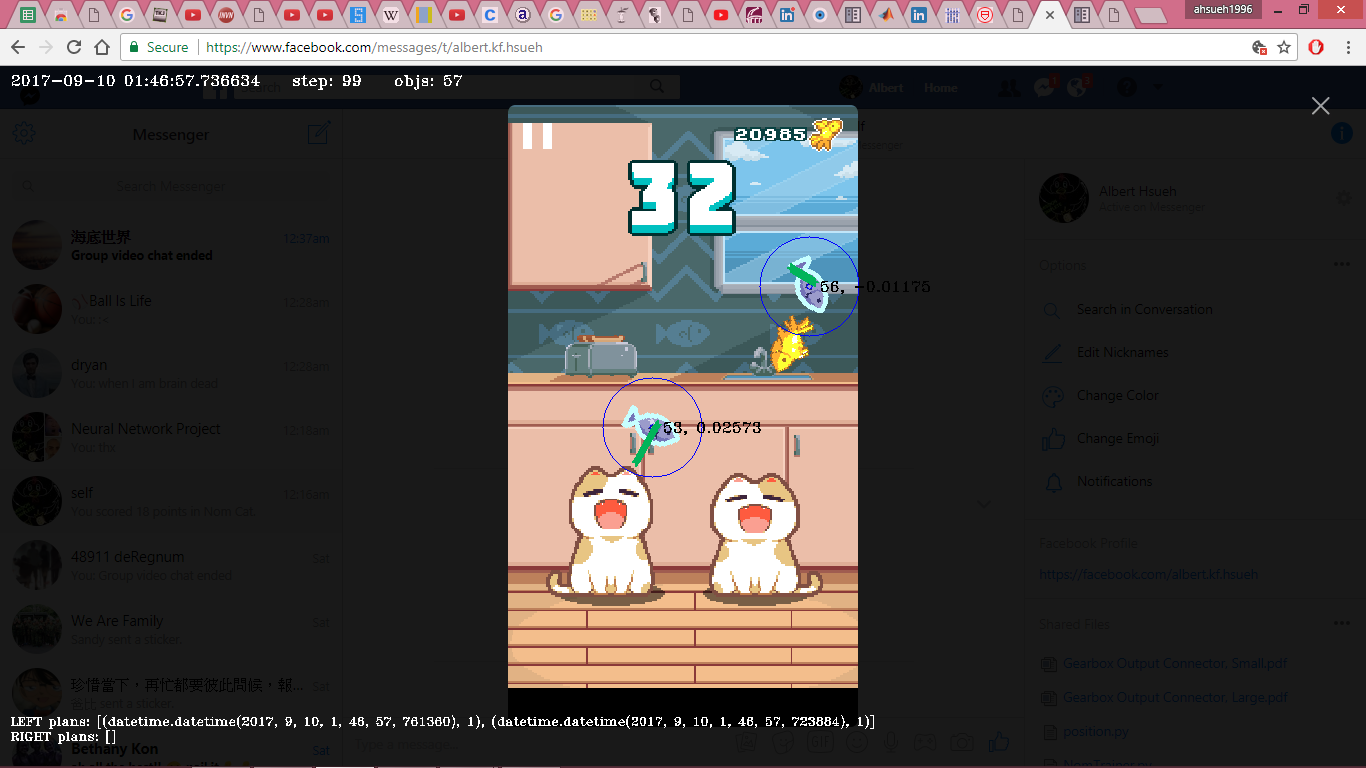 ahsueh1996
Secure | https://www.facebook.com/messages/t/albert.kf.hsueh
2017-09-10 01:46:57.736634 step: 99 objs: 57
Search
Albert Home
Messenger
Search Messenger
20985
32
海底世界 12:37am
Group video chat ended
Ball Is Life 12:28am
dryan 12:28am
You: when i am brain dead
Neural Network Project 12:18am
You: thx
self 12:16am
You scored 18 points in Nom Cat.
48911 deRegnum Sat
You: Group video chat ended
We Are Family Sat
Sandy sent a sticker.
珍惜當下，再忙都要彼此問候，報... Sat
Bethany Kon Sat
56, -0.01175
53, 0.02573
Albert Hsueh
Active on Messenger
Options
Search in Conversation
Edit Nicknames
Change Color
Change Emoji
Notifications
Facebook Profile
https://facebook.com/albert.kf.hsueh
Shared Files
Gearbox Output Connector, Small.pdf
Gearbox Output Connector, Large.pdf
position.py
NomTrainer.py
Type a message...
GIF
LEFT plans: [(datetime.datetime(2017, 9, 10, 1, 46, 57, 761360), 1), (datetime.datetime(2017, 9, 10, 1, 46, 57, 723884), 1)]
RIGET plans: []